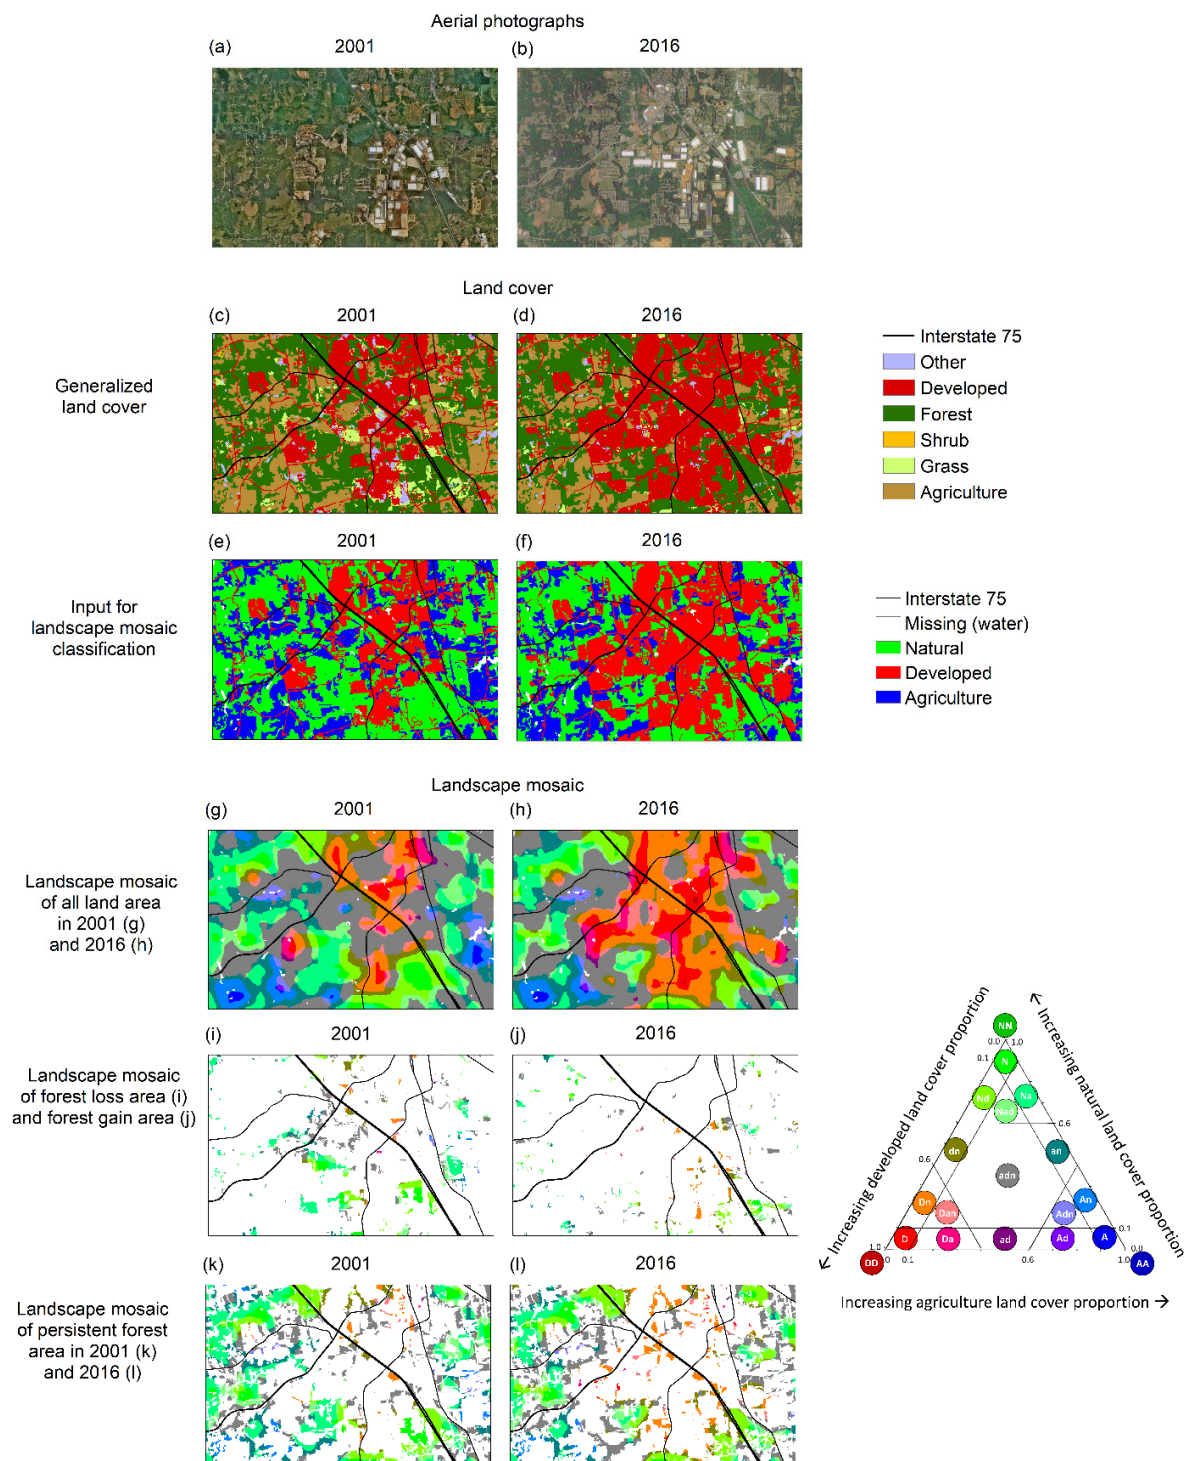 Aerial photographs
(a) 2001 (b) 2016
Land cover
(c) 2001 (d) 2016
Generalized
land cover
Interstate 75
Other
Developed
Forest
Shrub
Grass
Agriculture
(e) 2001 (f) 2016
Input for
landscape mosaic
classification
Interstate 75
Missing (water)
Natural
Developed
Agriculture
Landscape mosaic
(g) 2001 (h) 2016
Landscape mosaic
of all land area
in 2001 (g)
and 2016 (h)
(i) 2001 (j) 2016
Landscape mosaic
of forest loss area (i)
and forest gain area (j)
(k) 2001 (l) 2016
Landscape mosaic
of persistent forest
area in 2001 (k)
and 2016 (l)
← Increasing developed land cover proportion
← Increasing natural land cover proportion
NN
0.0 1.0
0.1
N
Nd Na
Nad
0.6
dn an
0.6
adn
Dn An
Dan Adn
0.1
D Da ad Ad A
1.0 0.0
DD 0.1 0.6 1.0 AA
Increasing agriculture land cover proportion →